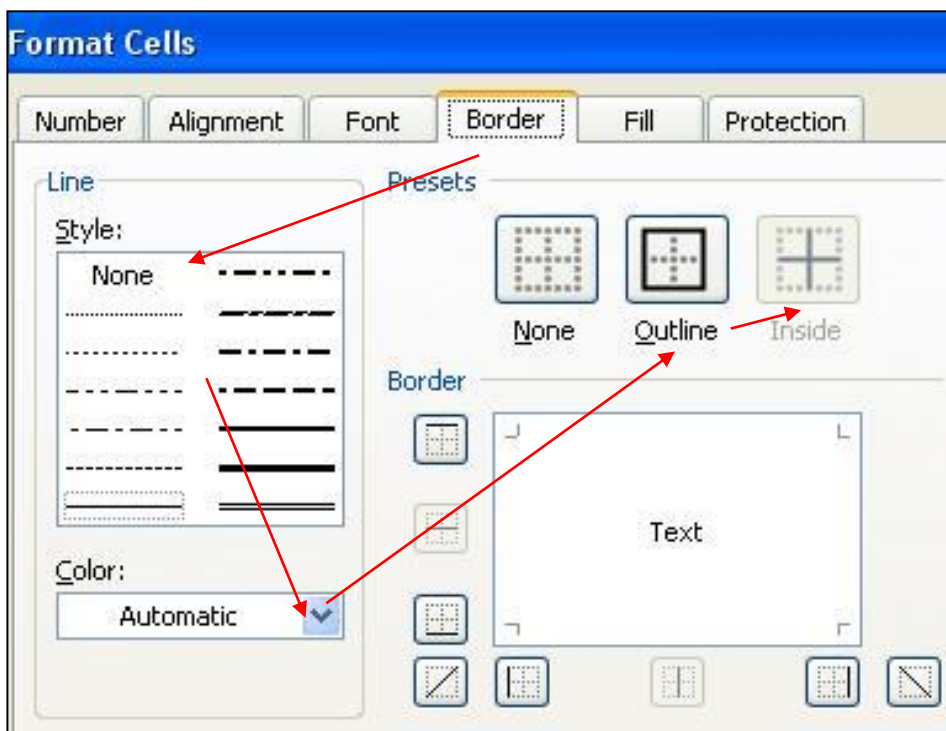 Format Cells
Number Alignment Font Border Fill Protection
Line
Style:
None
Color:
Automatic
Presets
None Outline Inside
Border
Text